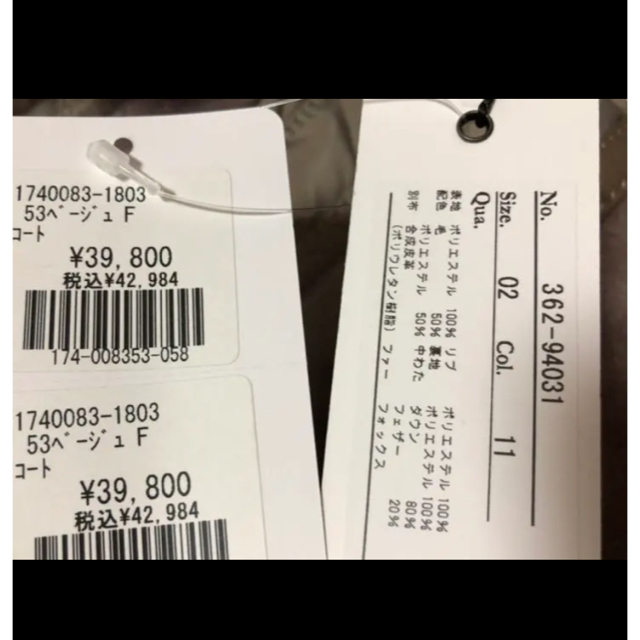 1740083-1803
53ﾍﾞｰｼﾞｭ F
コート
¥39,800
税込¥42,984
174-008353-058
1740083-1803
53ﾍﾞｰｼﾞｭ F
コート
¥39,800
税込¥42,984
No. 362-94031
Size. 02 Col. 11
Qua.
表地 ポリエステル 100% リブ ポリエステル 100%
配色 毛 50% 裏地 ポリエステル 100%
ポリエステル 50% 中わた ダウン 80%
別布 合成皮革 フェザー 20%
(ポリウレタン樹脂) ファー フォックス